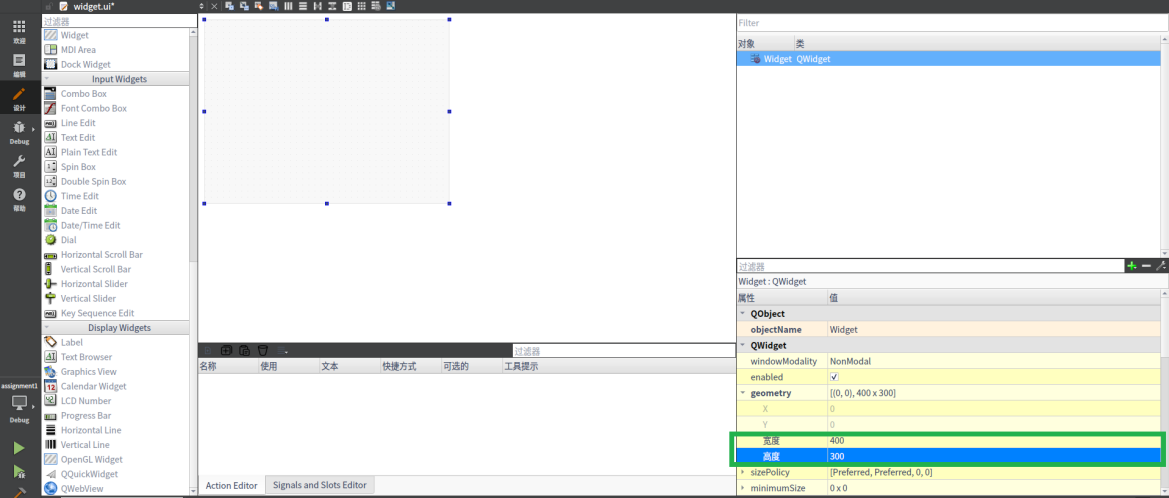 widget.ui*
欢迎
编辑
设计
Debug
项目
帮助
assignment1
Debug
过滤器
Widget
MDI Area
Dock Widget
Input Widgets
Combo Box
Font Combo Box
Line Edit
Text Edit
Plain Text Edit
Spin Box
Double Spin Box
Time Edit
Date Edit
Date/Time Edit
Dial
Horizontal Scroll Bar
Vertical Scroll Bar
Horizontal Slider
Vertical Slider
Key Sequence Edit
Display Widgets
Label
Text Browser
Graphics View
Calendar Widget
LCD Number
Progress Bar
Horizontal Line
Vertical Line
OpenGL Widget
QQuickWidget
QWebView
过滤器
名称 使用 文本 快捷方式 可选的 工具提示
Action Editor Signals and Slots Editor
Filter
对象 类
Widget QWidget
过滤器
Widget : QWidget
属性 值
QObject
objectName Widget
QWidget
windowModality NonModal
enabled
geometry [(0, 0), 400 x 300]
X 0
Y 0
宽度 400
高度 300
sizePolicy [Preferred, Preferred, 0, 0]
minimumSize 0 x 0